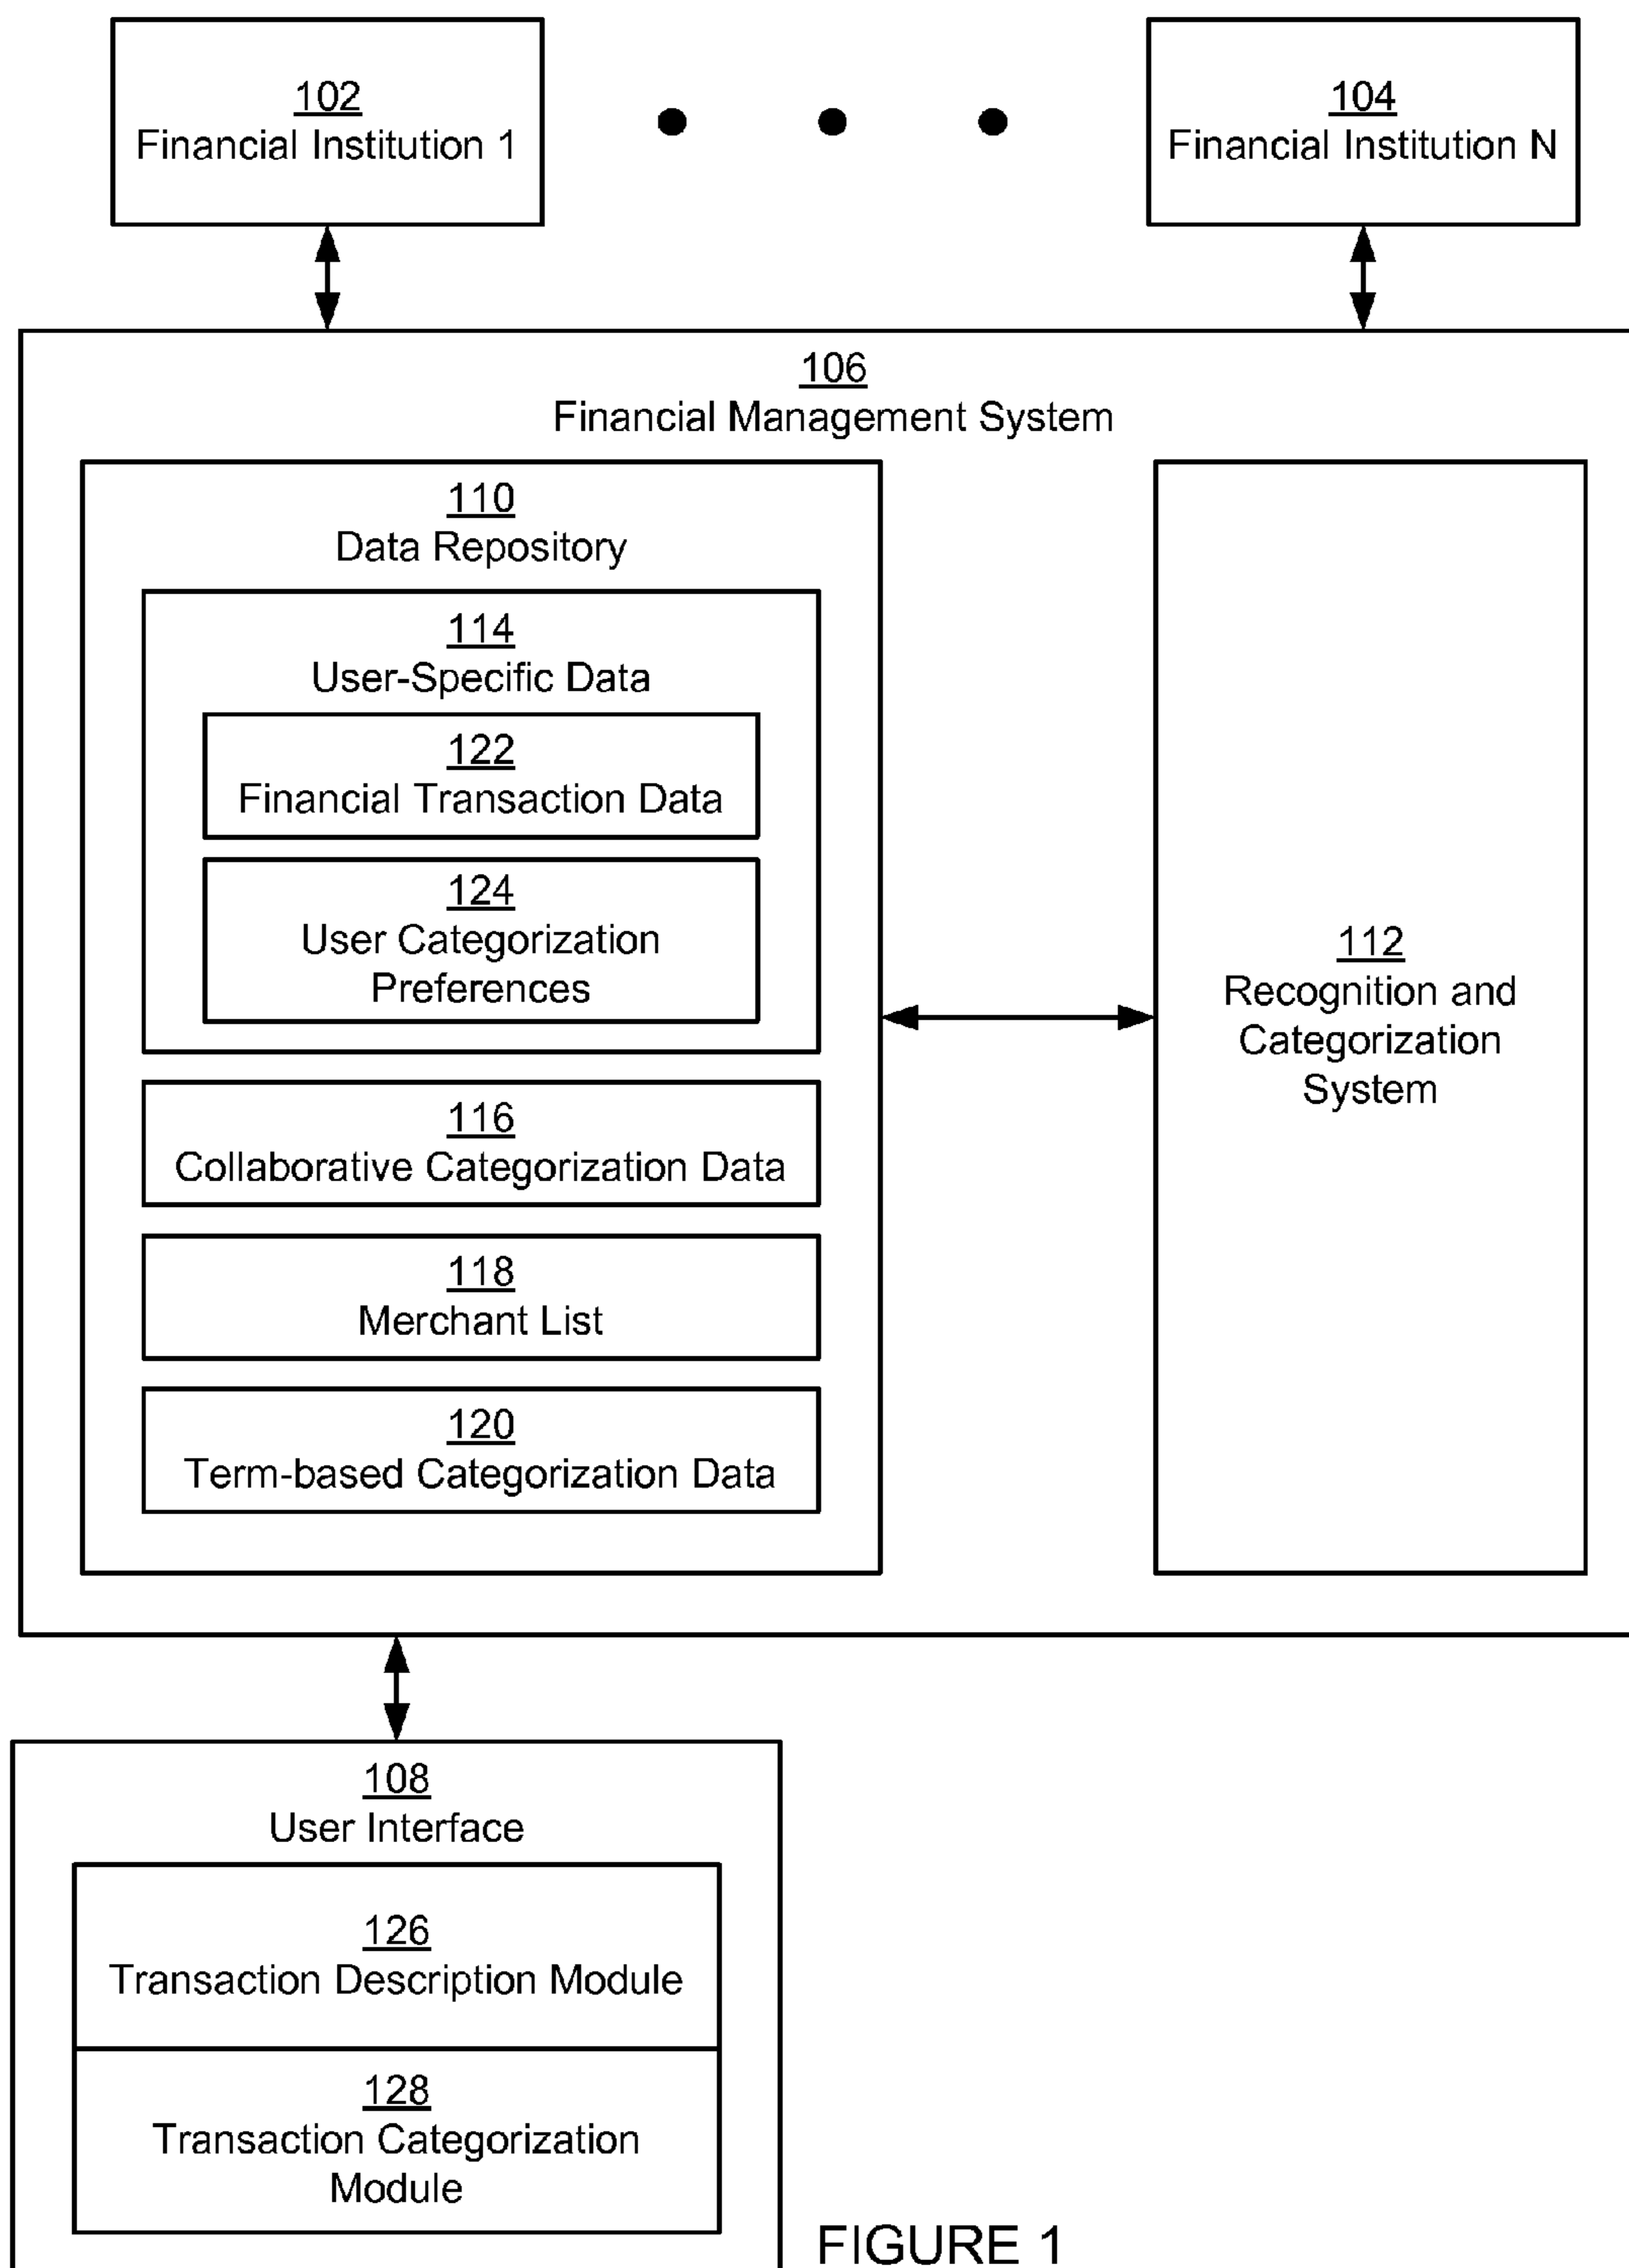 102
Financial Institution 1
104
Financial Institution N
106
Financial Management System
110
Data Repository
114
User-Specific Data
122
Financial Transaction Data
124
User Categorization
Preferences
116
Collaborative Categorization Data
118
Merchant List
120
Term-based Categorization Data
112
Recognition and
Categorization
System
108
User Interface
126
Transaction Description Module
128
Transaction Categorization
Module
FIGURE 1